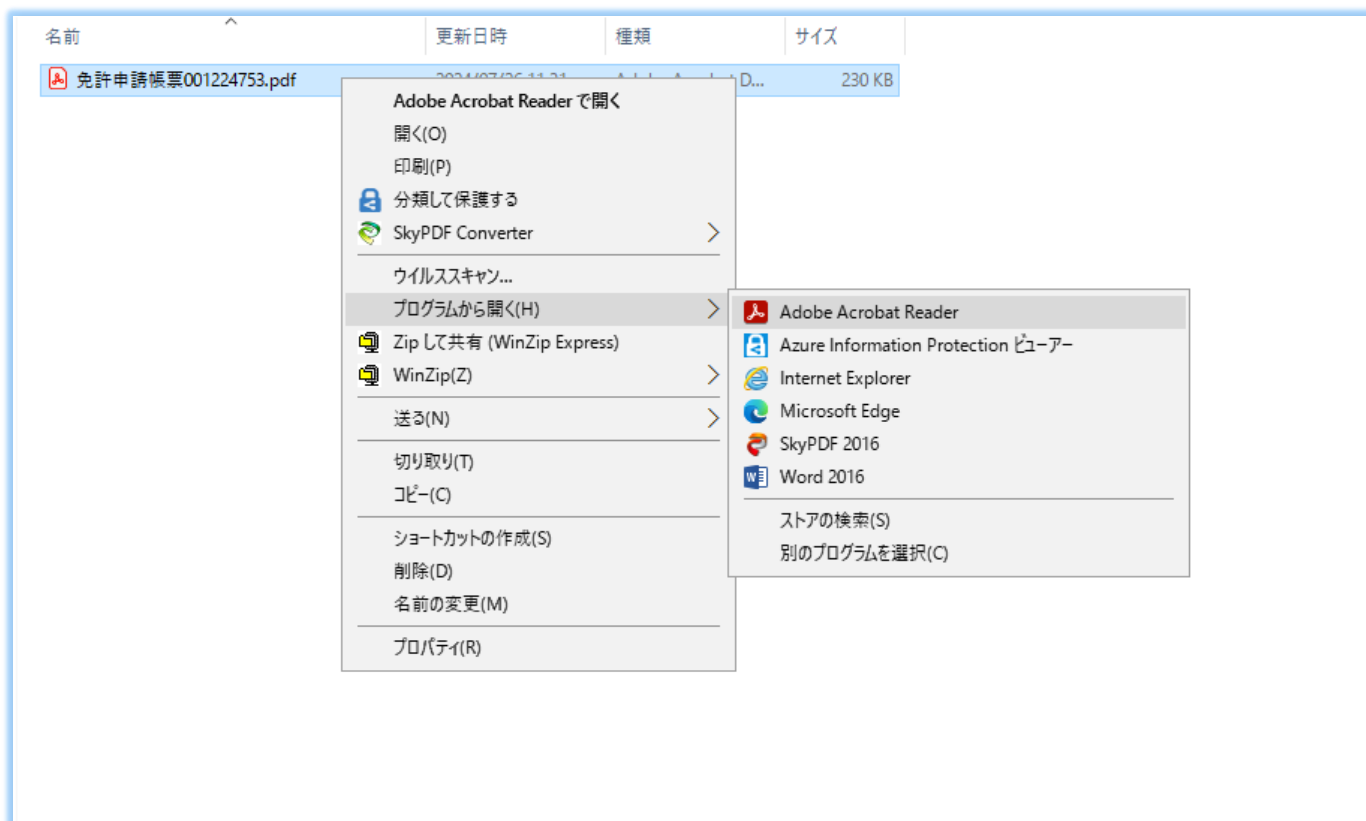 名前 更新日時 種類 サイズ
免許申請帳票001224753.pdf D... 230 KB
Adobe Acrobat Reader で開く
開く(O)
印刷(P)
分類して保護する
SkyPDF Converter
ウイルススキャン...
プログラムから開く(H)
Zip して共有 (WinZip Express)
WinZip(Z)
送る(N)
切り取り(T)
コピー(C)
ショートカットの作成(S)
削除(D)
名前の変更(M)
プロパティ(R)
Adobe Acrobat Reader
Azure Information Protection ビューアー
Internet Explorer
Microsoft Edge
SkyPDF 2016
Word 2016
ストアの検索(S)
別のプログラムを選択(C)